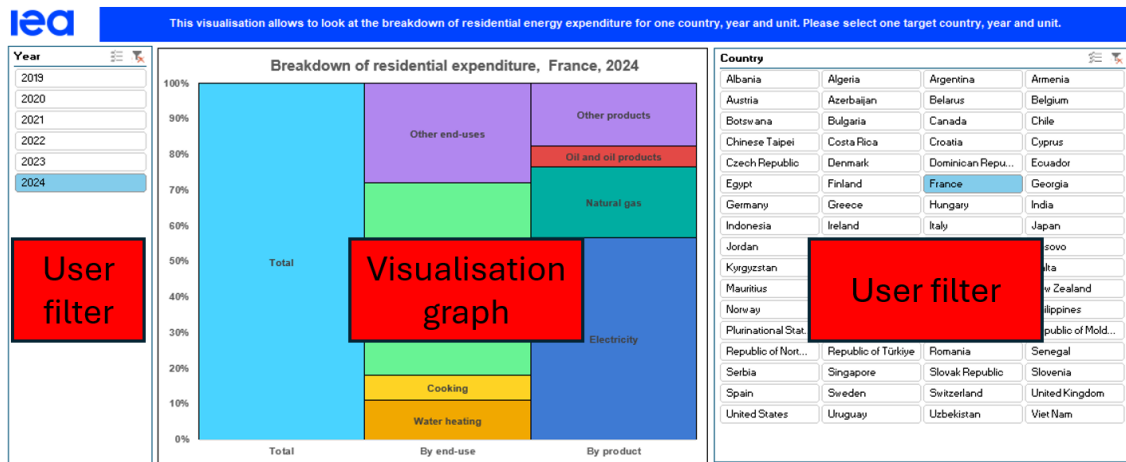 iea
This visualisation allows to look at the breakdown of residential energy expenditure for one country, year and unit. Please select one target country, year and unit.
Year
2019
2020
2021
2022
2023
2024
User
filter
Breakdown of residential expenditure, France, 2024
100%
90%
80%
70%
60%
50%
40%
30%
20%
10%
0%
Total
Other end-uses
Cooking
Water heating
Other products
Oil and oil products
Natural gas
Electricity
Visualisation
graph
Total By end-use By product
Country
Albania Algeria Argentina Armenia
Austria Azerbaijan Belarus Belgium
Botswana Bulgaria Canada Chile
Chinese Taipei Costa Rica Croatia Cyprus
Czech Republic Denmark Dominican Repu... Ecuador
Egypt Finland France Georgia
Germany Greece Hungary India
Indonesia Ireland Italy Japan
Jordan
Kyrgyzstan
Mauritius Zealand
Norway
Plurinational Stat. public of Mold...
Republic of Nort... Republic of Türkiye Romania Senegal
Serbia Singapore Slovak Republic Slovenia
Spain Sweden Switzerland United Kingdom
United States Uruguay Uzbekistan Viet Nam
User filter